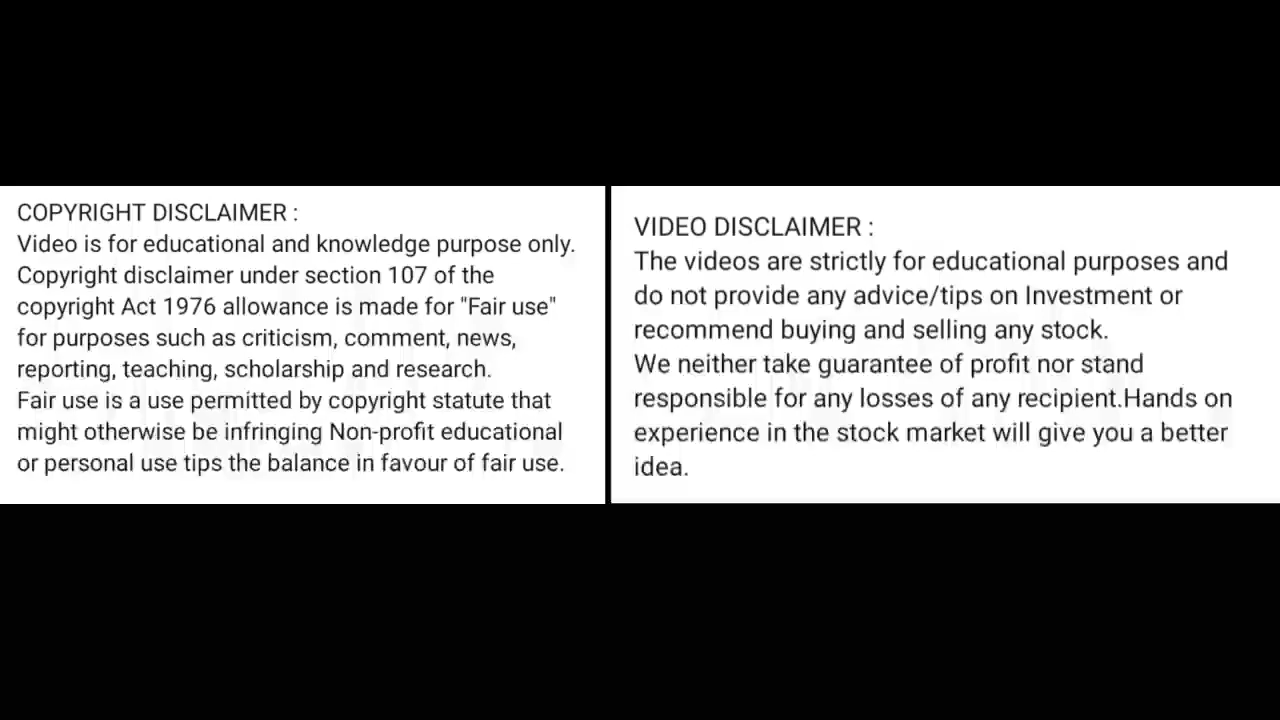 COPYRIGHT DISCLAIMER :
Video is for educational and knowledge purpose only.
Copyright disclaimer under section 107 of the
copyright Act 1976 allowance is made for "Fair use"
for purposes such as criticism, comment, news,
reporting, teaching, scholarship and research.
Fair use is a use permitted by copyright statute that
might otherwise be infringing Non-profit educational
or personal use tips the balance in favour of fair use.
VIDEO DISCLAIMER :
The videos are strictly for educational purposes and
do not provide any advice/tips on Investment or
recommend buying and selling any stock.
We neither take guarantee of profit nor stand
responsible for any losses of any recipient.Hands on
experience in the stock market will give you a better
idea.